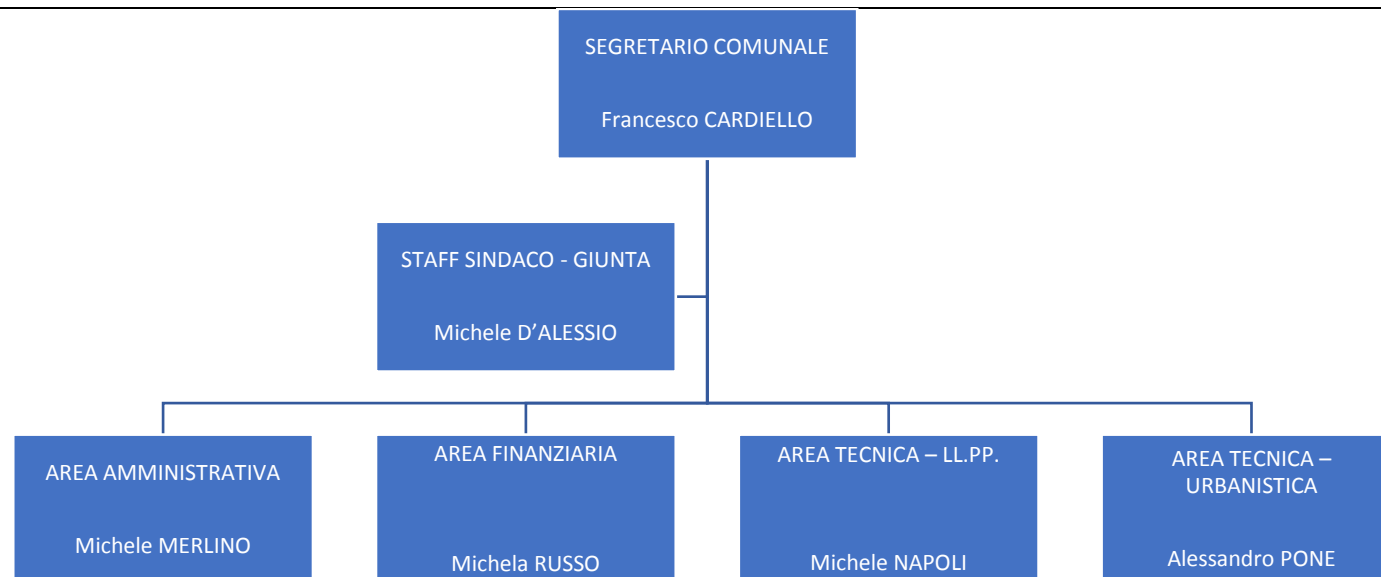 SEGRETARIO COMUNALE
Francesco CARDIELLO
STAFF SINDACO - GIUNTA
Michele D’ALESSIO
AREA AMMINISTRATIVA
Michele MERLINO
AREA FINANZIARIA
Michela RUSSO
AREA TECNICA – LL.PP.
Michele NAPOLI
AREA TECNICA –
URBANISTICA
Alessandro PONE